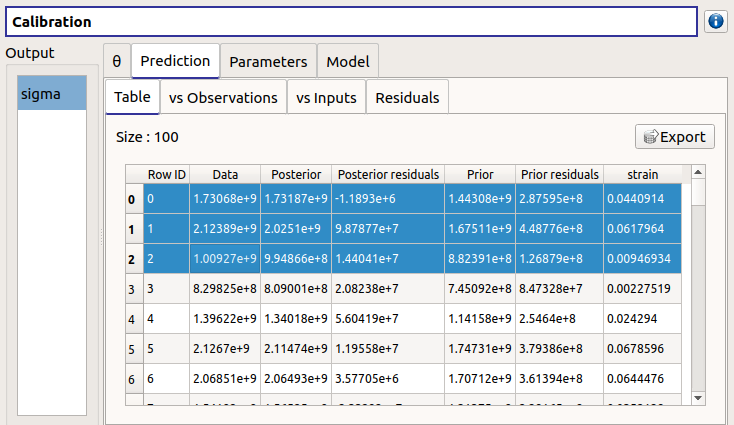 Calibration
Output
sigma
θ Prediction Parameters Model
Table vs Observations vs Inputs Residuals
Size : 100 Export
Row ID Data Posterior Posterior residuals Prior Prior residuals strain
0 0 1.73068e+9 1.73187e+9 -1.1893e+6 1.44308e+9 2.87595e+8 0.0440914
1 1 2.12389e+9 2.0251e+9 9.87877e+7 1.67511e+9 4.48776e+8 0.0617964
2 2 1.00927e+9 9.94866e+8 1.44041e+7 8.82391e+8 1.26879e+8 0.00946934
3 3 8.29825e+8 8.09001e+8 2.08238e+7 7.45092e+8 8.47328e+7 0.00227519
4 4 1.39622e+9 1.34018e+9 5.60419e+7 1.14158e+9 2.5464e+8 0.024294
5 5 2.1267e+9 2.11474e+9 1.19558e+7 1.74731e+9 3.79386e+8 0.0678596
6 6 2.06851e+9 2.06493e+9 3.57705e+6 1.70712e+9 3.61394e+8 0.0644476